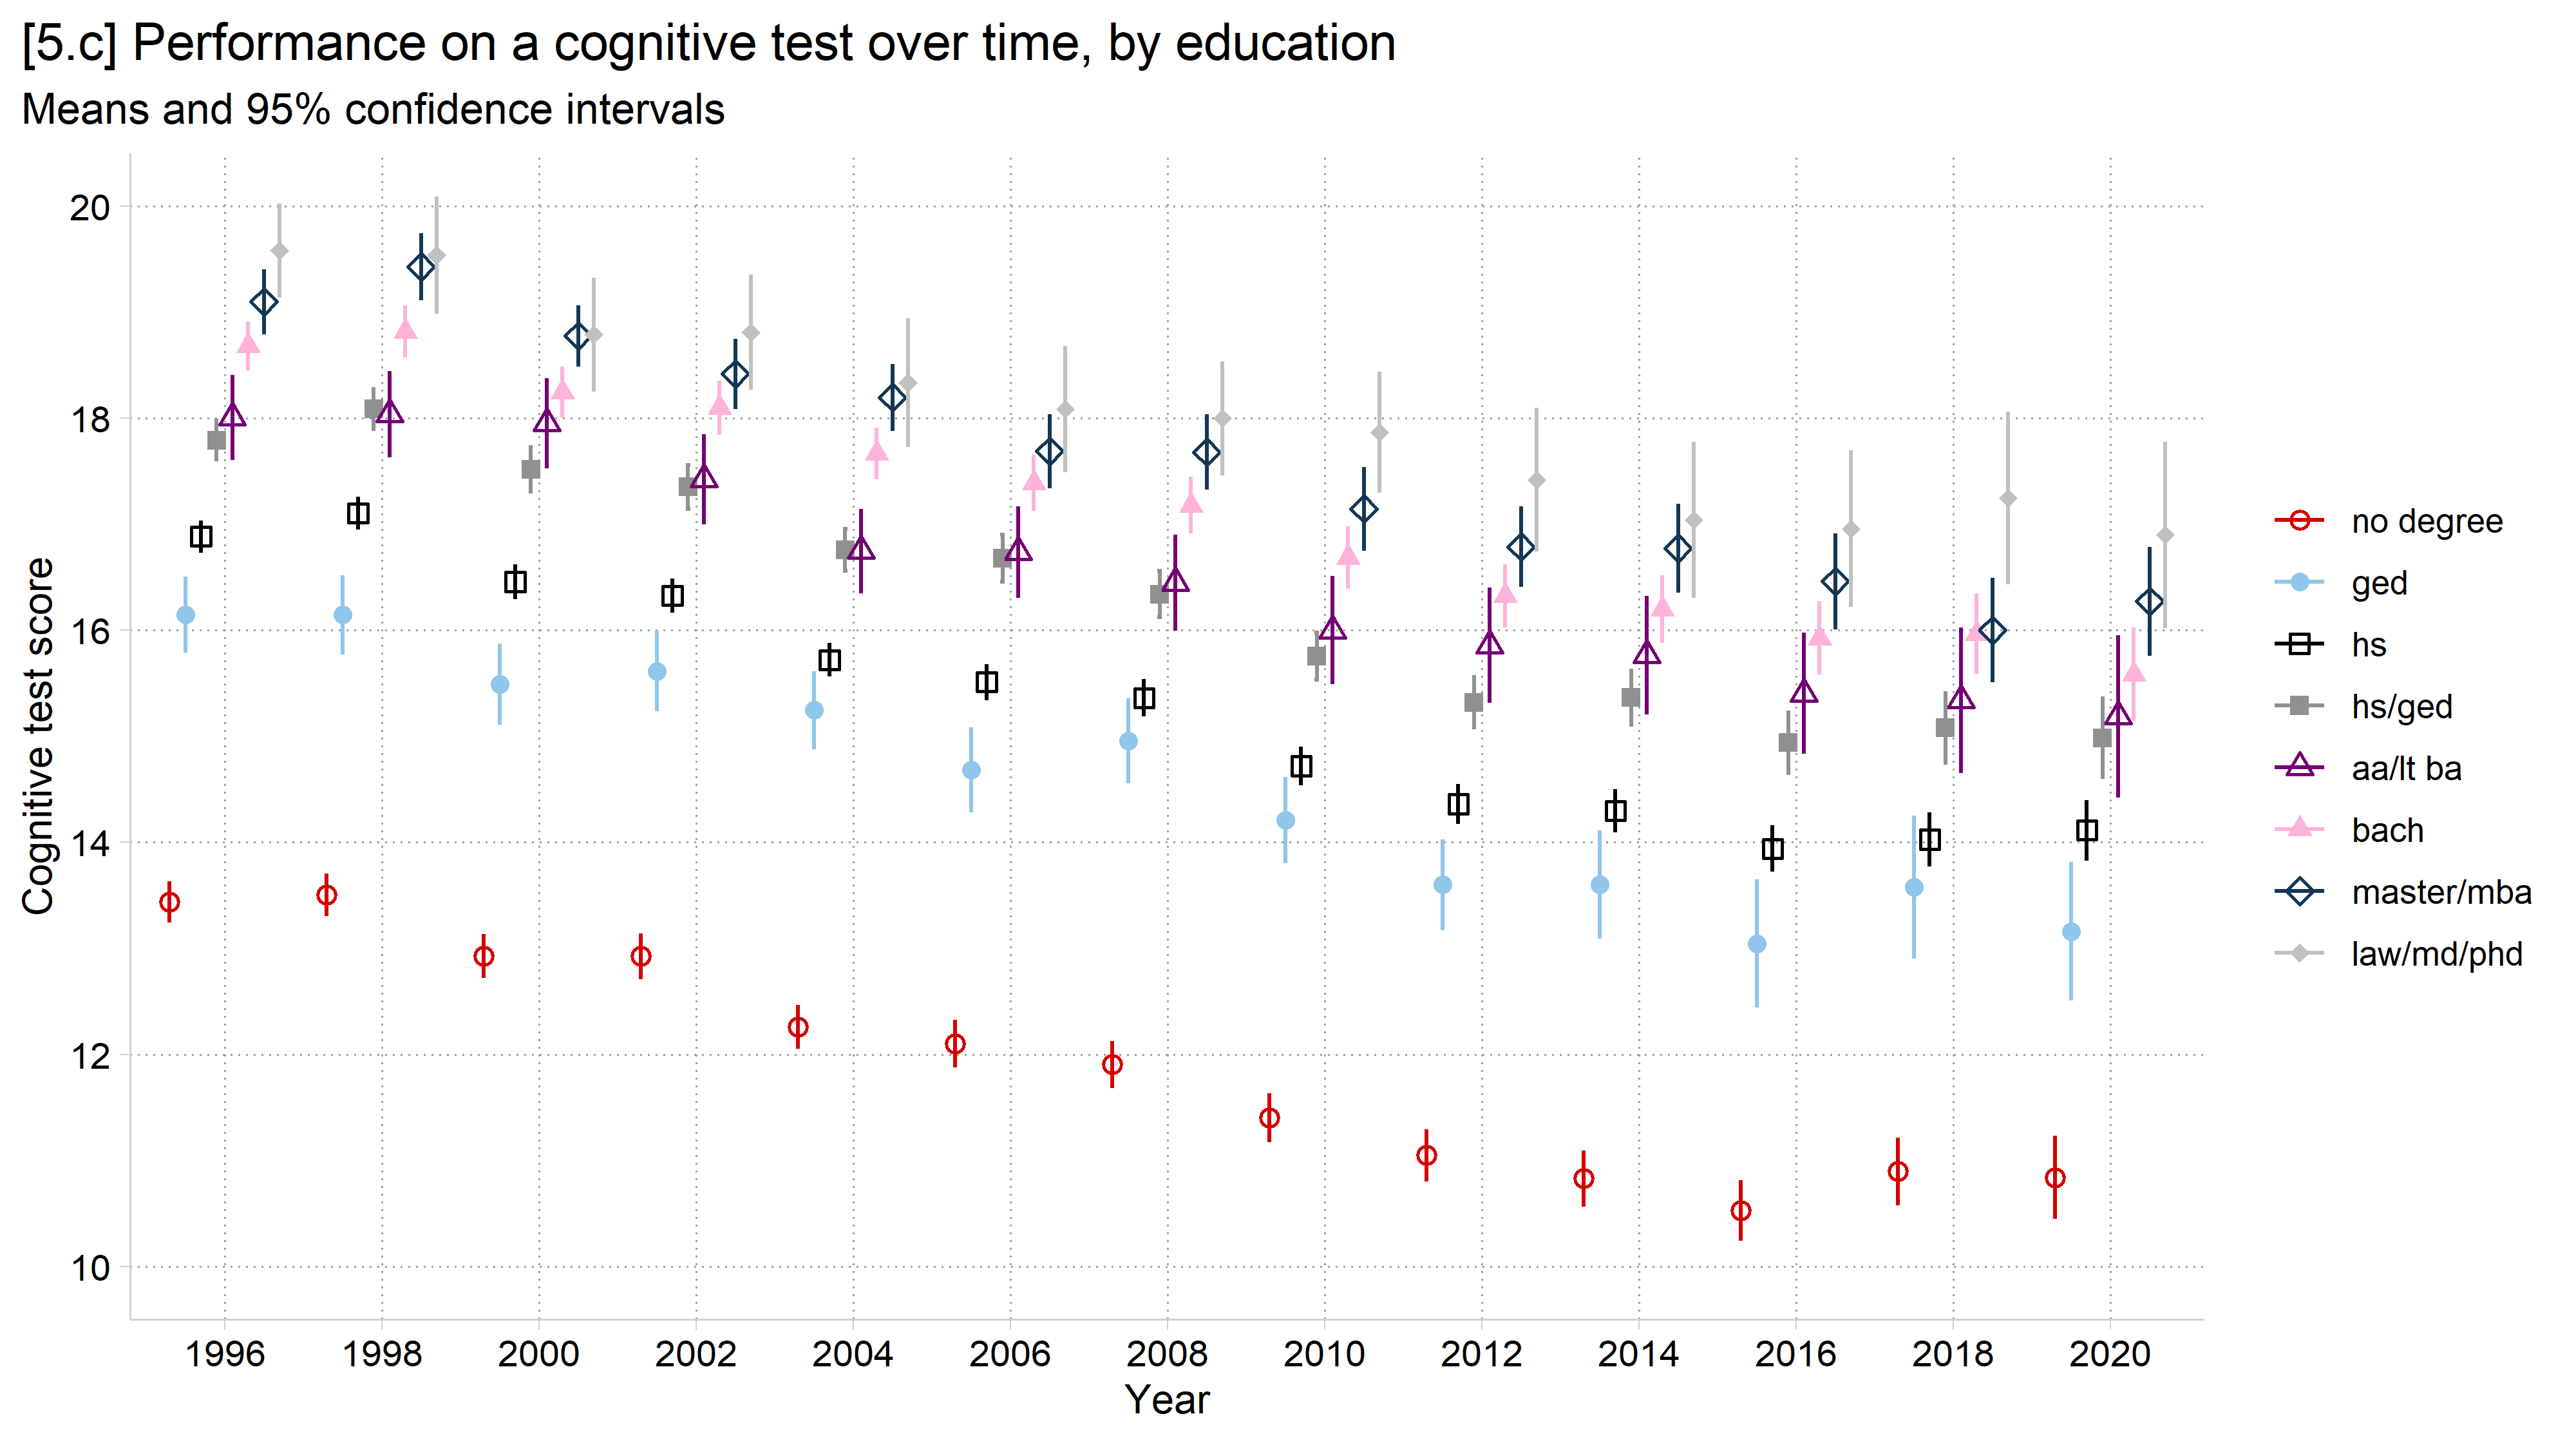 [5.c] Performance on a cognitive test over time, by education
Means and 95% confidence intervals
Cognitive test score
20
18
16
14
12
10
1996 1998 2000 2002 2004 2006 2008 2010 2012 2014 2016 2018 2020
Year
no degree
ged
hs
hs/ged
aa/lt ba
bach
master/mba
law/md/phd